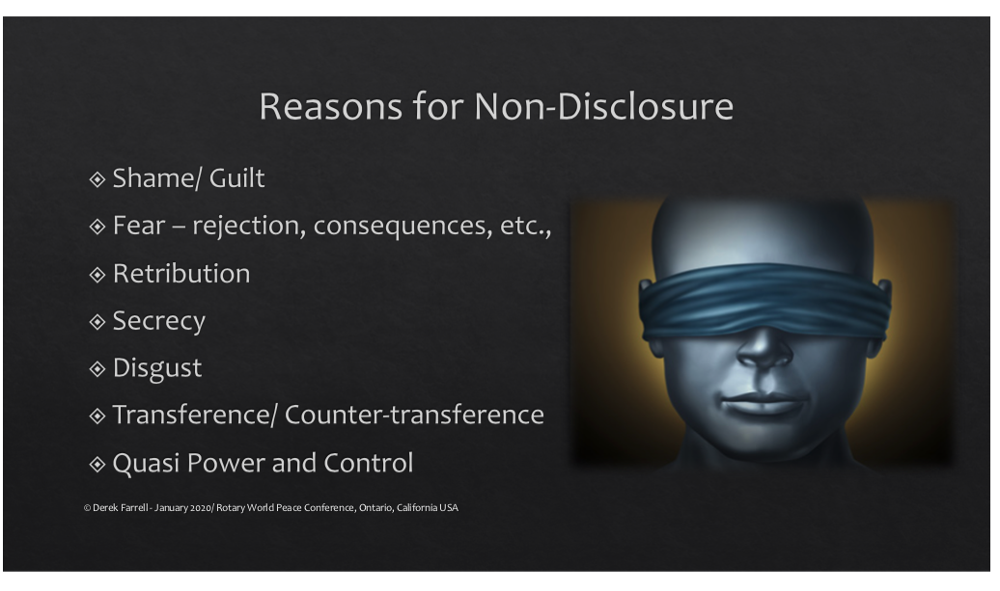 Reasons for Non-Disclosure
Shame/ Guilt
Fear – rejection, consequences, etc.,
Retribution
Secrecy
Disgust
Transference/ Counter-transference
Quasi Power and Control
© Derek Farrell - January 2020/ Rotary World Peace Conference, Ontario, California USA